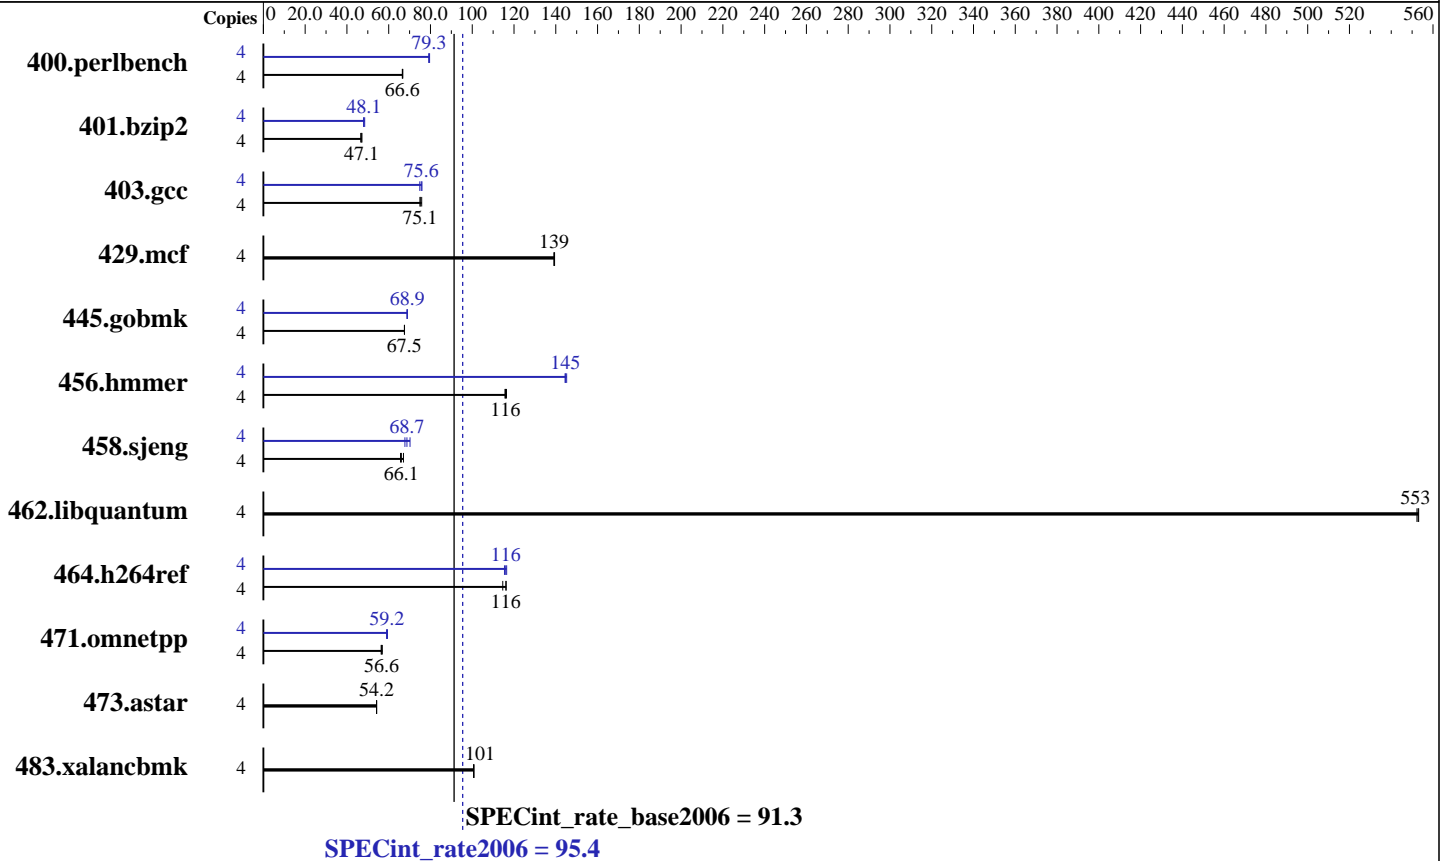 Copies 0 20.0 40.0 60.0 80.0 100 120 140 160 180 200 220 240 260 280 300 320 340 360 380 400 420 440 460 480 500 520 560
400.perlbench 4 79.3
4 66.6
401.bzip2 4 48.1
4 47.1
403.gcc 4 75.6
4 75.1
429.mcf 4 139
445.gobmk 4 68.9
4 67.5
456.hmmer 4 145
4 116
458.sjeng 4 68.7
4 66.1
462.libquantum 4 553
464.h264ref 4 116
4 116
471.omnetpp 4 59.2
4 56.6
473.astar 4 54.2
483.xalancbmk 4 101
SPECint_rate_base2006 = 91.3
SPECint_rate2006 = 95.4